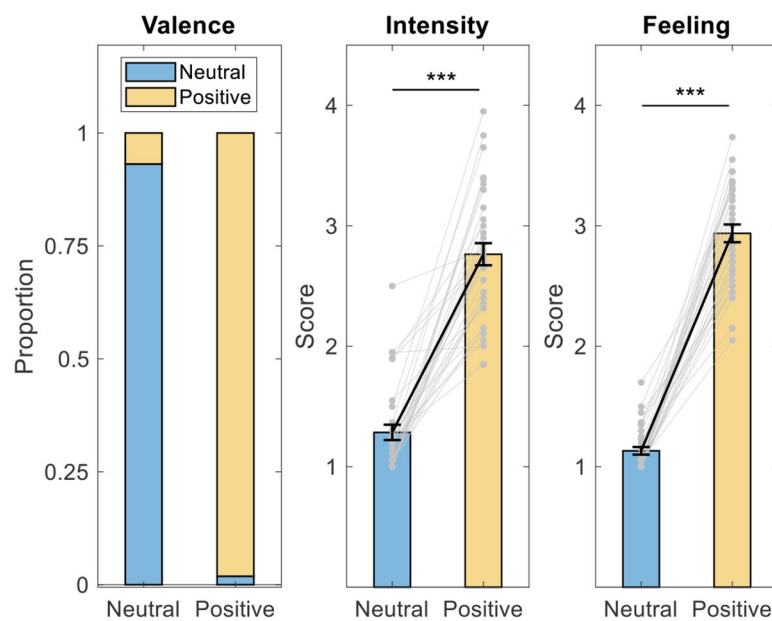 Valence
Neutral
Positive
Proportion
1
0.75
0.5
0.25
0
Neutral Positive
Intensity
***
Score
4
3
2
1
Neutral Positive
Feeling
***
Score
4
3
2
1
Neutral Positive